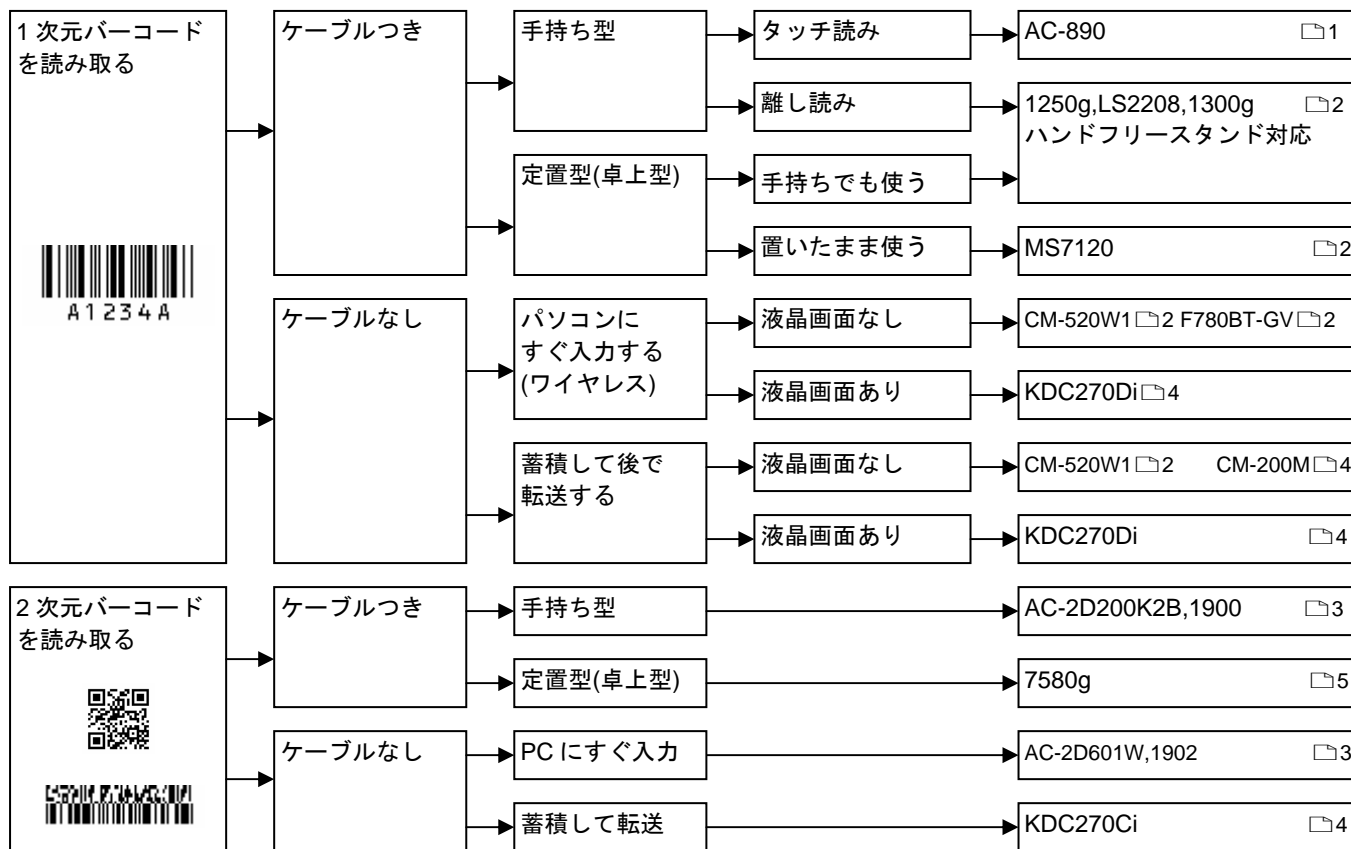 1 次元バーコード
を読み取る
A1234A
ケーブルつき
手持ち型
タッチ読み
AC-890 1
離し読み
1250g,LS2208,1300g 2
ハンドフリースタンド対応
定置型(卓上型)
手持ちでも使う
置いたまま使う
MS7120 2
ケーブルなし
パソコンに
すぐ入力する
(ワイヤレス)
液晶画面なし
CM-520W1 2 F780BT-GV 2
液晶画面あり
KDC270Di 4
蓄積して後で
転送する
液晶画面なし
CM-520W1 2 CM-200M 4
液晶画面あり
KDC270Di 4
2 次元バーコード
を読み取る
ケーブルつき
手持ち型
AC-2D200K2B,1900 3
定置型(卓上型)
7580g 5
ケーブルなし
PC にすぐ入力
AC-2D601W,1902 3
蓄積して転送
KDC270Ci 4